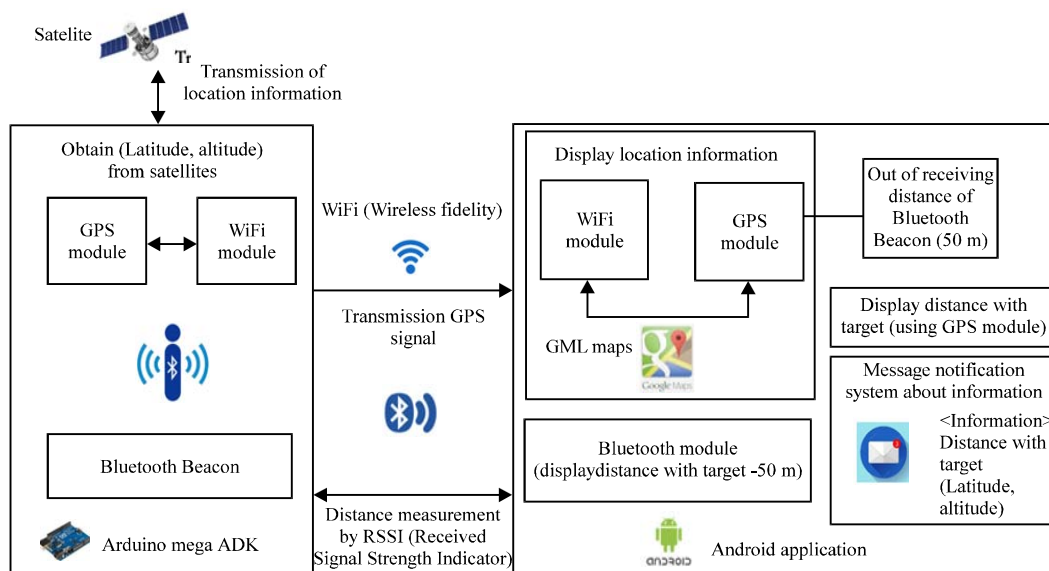 Satelite
Tr
Transmission of
location information
Obtain (Latitude, altitude)
from satellites
GPS
module
WiFi
module
Bluetooth Beacon
Arduino mega ADK
WiFi (Wireless fidelity)
Transmission GPS
signal
Distance measurement
by RSSI (Received
Signal Strength Indicator)
Display location information
WiFi
module
GPS
module
GML maps
Google Maps
Out of receiving
distance of
Bluetooth
Beacon (50 m)
Display distance with
target (using GPS module)
Message notification
system about information
<Information>
Distance with
target
(Latitude,
altitude)
Bluetooth module
(displaydistance with target -50 m)
Android application
ANDROID